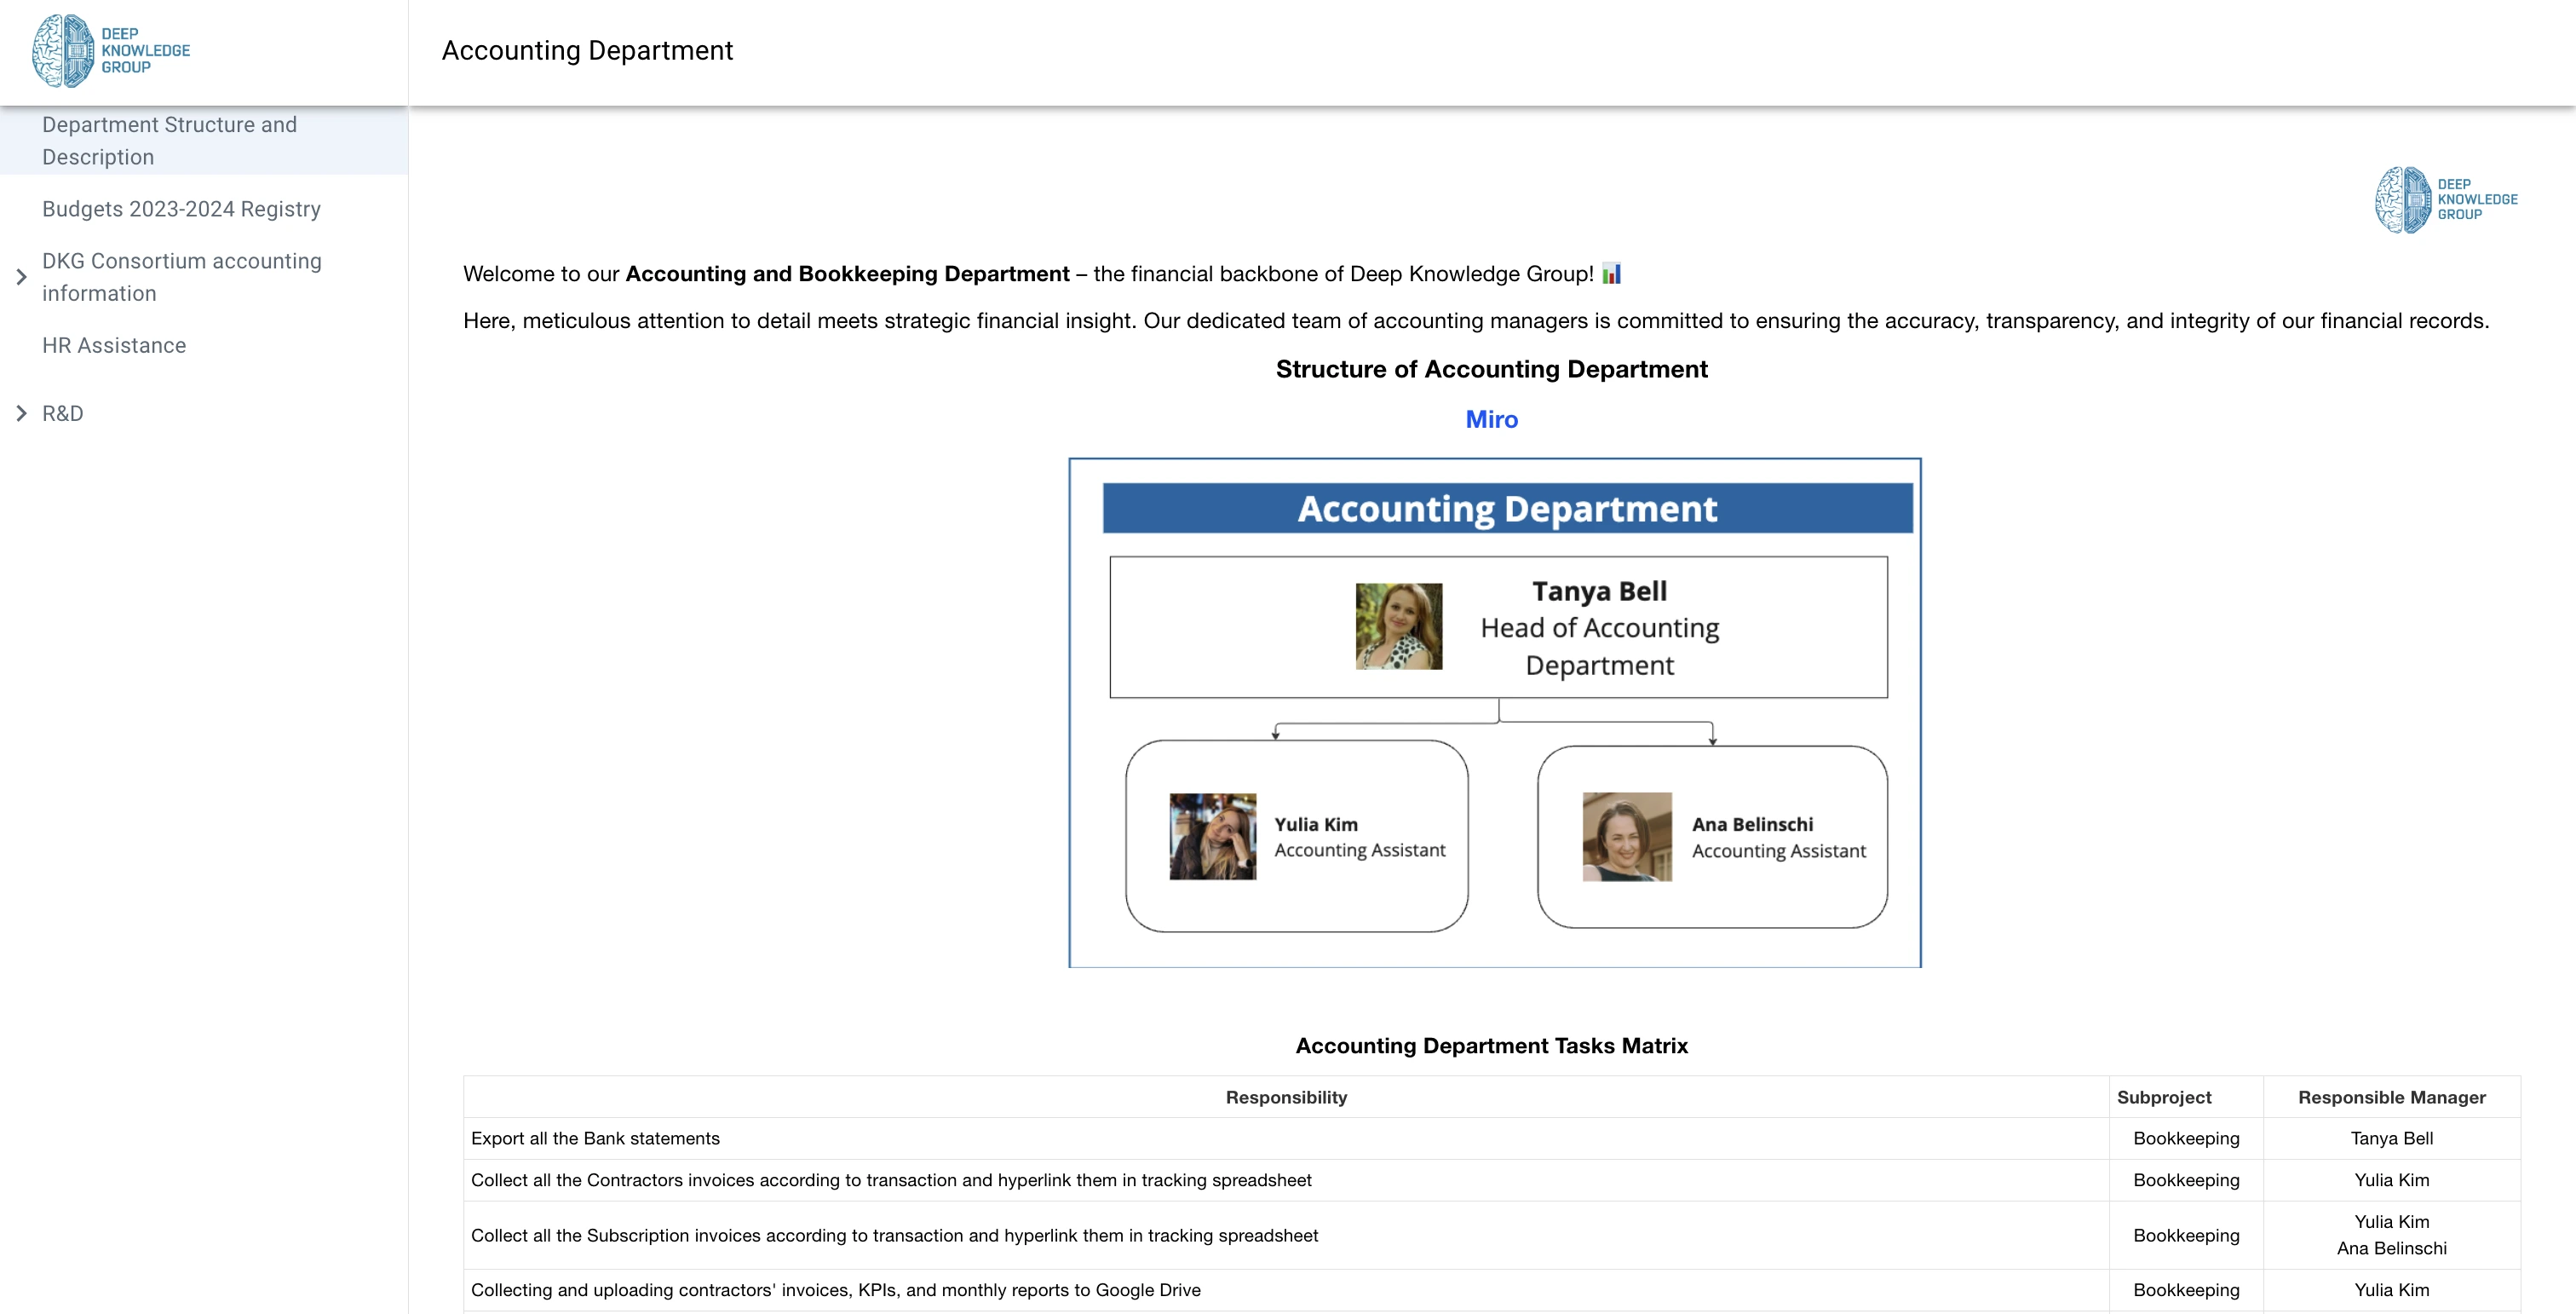 DEEP
KNOWLEDGE
GROUP
Accounting Department
Department Structure and
Description
Budgets 2023-2024 Registry
DKG Consortium accounting
information
HR Assistance
R&D
DEEP
KNOWLEDGE
GROUP
Welcome to our Accounting and Bookkeeping Department – the financial backbone of Deep Knowledge Group! 📊
Here, meticulous attention to detail meets strategic financial insight. Our dedicated team of accounting managers is committed to ensuring the accuracy, transparency, and integrity of our financial records.
Structure of Accounting Department
Miro
Accounting Department
Tanya Bell
Head of Accounting
Department
Yulia Kim
Accounting Assistant
Ana Belinschi
Accounting Assistant
Accounting Department Tasks Matrix
Responsibility Subproject Responsible Manager
Export all the Bank statements Bookkeeping Tanya Bell
Collect all the Contractors invoices according to transaction and hyperlink them in tracking spreadsheet Bookkeeping Yulia Kim
Collect all the Subscription invoices according to transaction and hyperlink them in tracking spreadsheet Bookkeeping Yulia Kim
Ana Belinschi
Collecting and uploading contractors' invoices, KPIs, and monthly reports to Google Drive Bookkeeping Yulia Kim